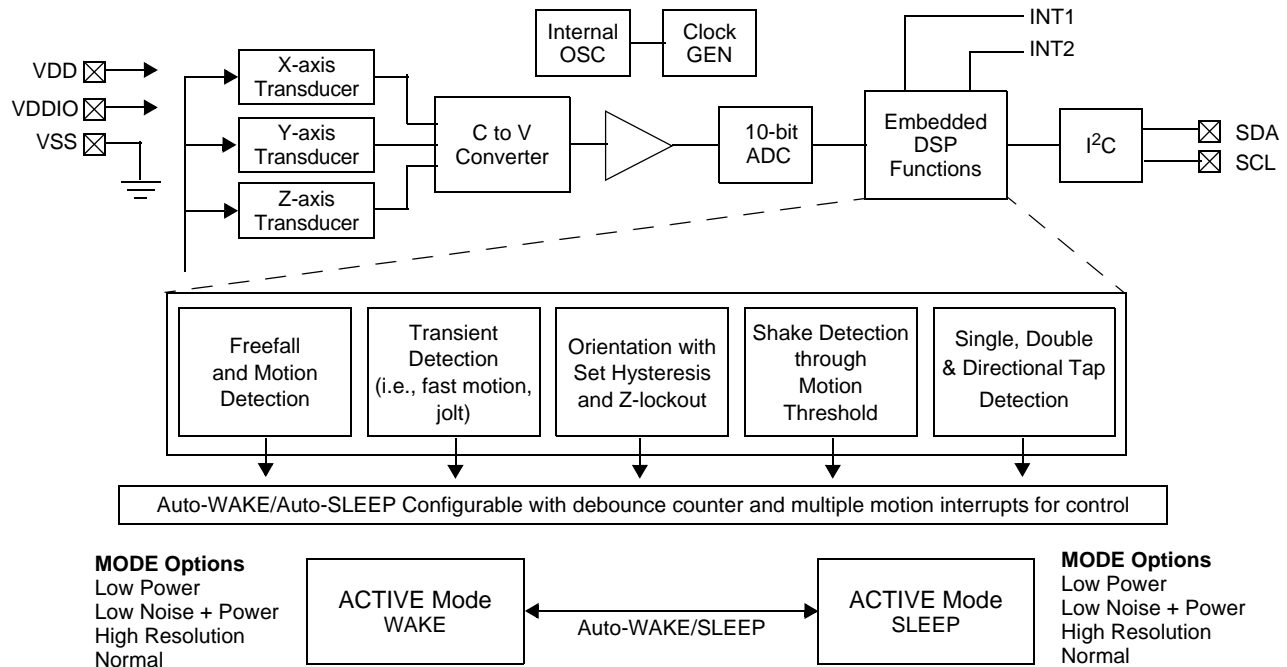 INT1
INT2
Internal
OSC
Clock
GEN
VDD
VDDIO
VSS
X-axis
Transducer
Y-axis
Transducer
Z-axis
Transducer
C to V
Converter
10-bit
ADC
Embedded
DSP
Functions
I²C
SDA
SCL
Freefall
and Motion
Detection
Transient
Detection
(i.e., fast motion,
jolt)
Orientation with
Set Hysteresis
and Z-lockout
Shake Detection
through
Motion
Threshold
Single, Double
& Directional Tap
Detection
Auto-WAKE/Auto-SLEEP Configurable with debounce counter and multiple motion interrupts for control
MODE Options
Low Power
Low Noise + Power
High Resolution
Normal
ACTIVE Mode
WAKE
Auto-WAKE/SLEEP
ACTIVE Mode
SLEEP
MODE Options
Low Power
Low Noise + Power
High Resolution
Normal